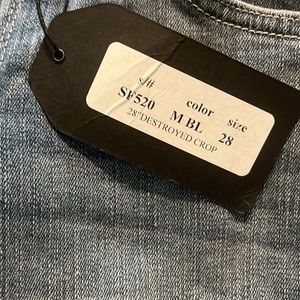 s/# color size
SF520 M BL 28
28"DESTROYED CROP